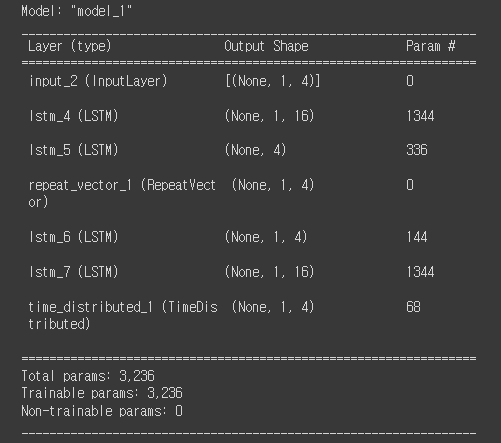 Model: "model_1"
_________________________________________________________________
Layer (type) Output Shape Param #
=================================================================
input_2 (InputLayer) [(None, 1, 4)] 0
lstm_4 (LSTM) (None, 1, 16) 1344
lstm_5 (LSTM) (None, 4) 336
repeat_vector_1 (RepeatVect (None, 1, 4) 0
or)
lstm_6 (LSTM) (None, 1, 4) 144
lstm_7 (LSTM) (None, 1, 16) 1344
time_distributed_1 (TimeDis (None, 1, 4) 68
tributed)
=================================================================
Total params: 3,236
Trainable params: 3,236
Non-trainable params: 0
_________________________________________________________________